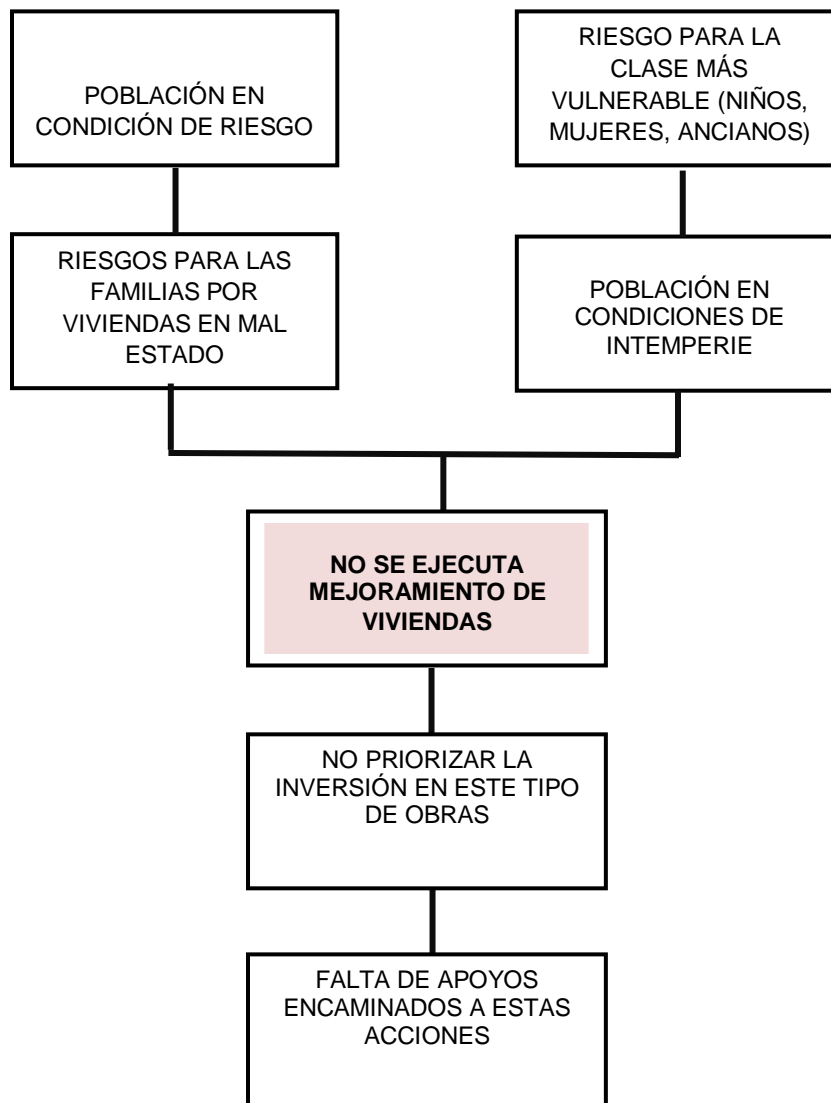 POBLACIÓN EN
CONDICIÓN DE RIESGO
RIESGO PARA LA
CLASE MÁS
VULNERABLE (NIÑOS,
MUJERES, ANCIANOS)
RIESGOS PARA LAS
FAMILIAS POR
VIVIENDAS EN MAL
ESTADO
POBLACIÓN EN
CONDICIONES DE
INTEMPERIE
NO SE EJECUTA
MEJORAMIENTO DE
VIVIENDAS
NO PRIORIZAR LA
INVERSIÓN EN ESTE TIPO
DE OBRAS
FALTA DE APOYOS
ENCAMINADOS A ESTAS
ACCIONES